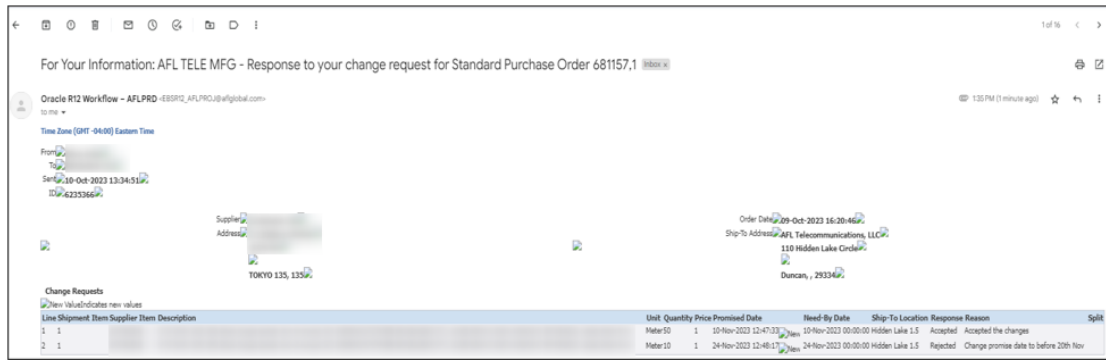 1 of 16
For Your Information: AFL TELE MFG - Response to your change request for Standard Purchase Order 681157,1 Inbox x
Oracle R12 Workflow – AFLPRD <EBSR12_AFLPROJ@aflglobal.com>
1:35 PM (1 minute ago)
to me
Time Zone (GMT -04:00) Eastern Time
From
To
Sent 10-Oct-2023 13:34:51
ID 6235366
Supplier Order Date 09-Oct-2023 16:20:46
Address Ship-To Address AFL Telecommunications, LLC
110 Hidden Lake Circle
TOKYO 135, 135 Duncan, , 29334
Change Requests
New ValueIndicates new values
Line Shipment Item Supplier Item Description Unit Quantity Price Promised Date Need-By Date Ship-To Location Response Reason Split
1 1 Meter 50 1 10-Nov-2023 12:47:33 New 10-Nov-2023 00:00:00 Hidden Lake 1.5 Accepted Accepted the changes
2 1 Meter 10 1 24-Nov-2023 12:48:17 New 24-Nov-2023 00:00:00 Hidden Lake 1.5 Rejected Change promise date to before 20th Nov